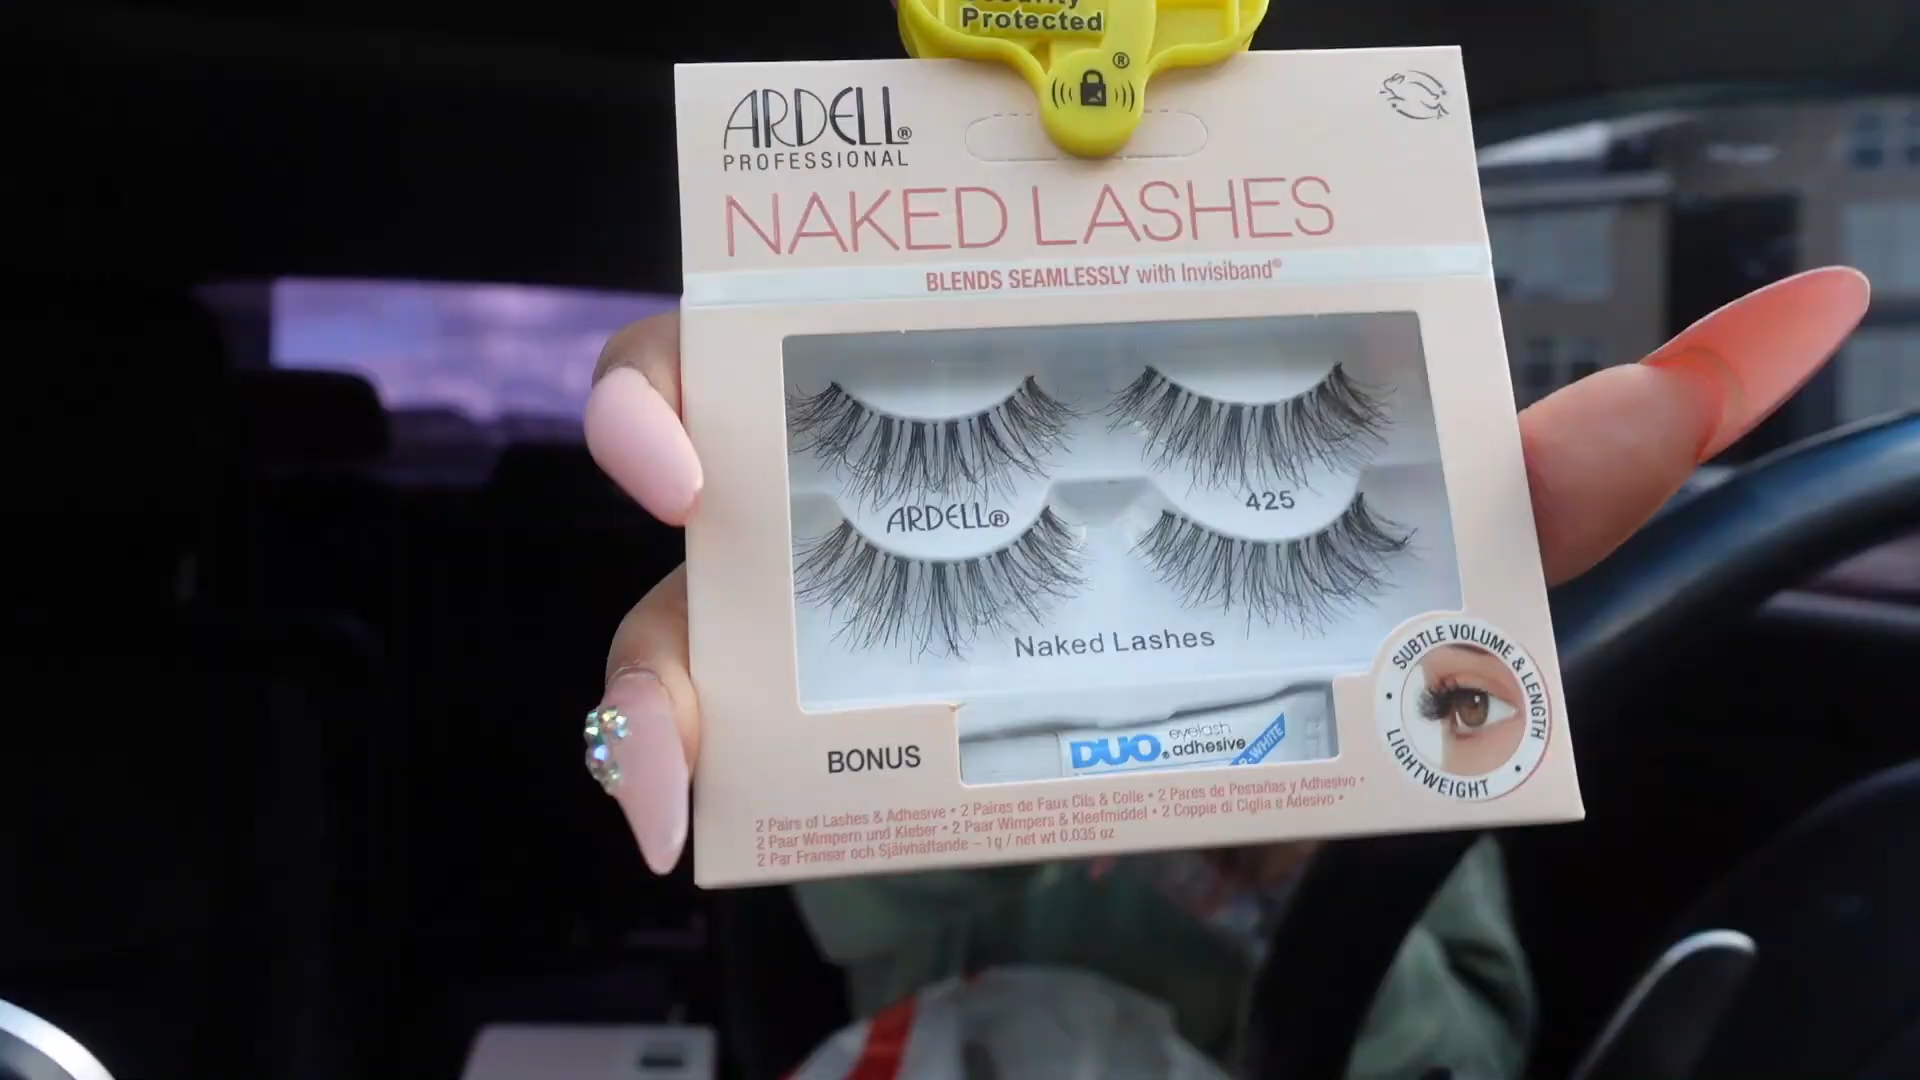 Security
Protected
®
ARDELL®
PROFESSIONAL
NAKED LASHES
BLENDS SEAMLESSLY with Invisiband®
ARDELL®
425
Naked Lashes
SUBTLE VOLUME & LENGTH
• LIGHTWEIGHT •
BONUS
DUO® eyelash
adhesive
-WHITE
2 Pairs of Lashes & Adhesive • 2 Paires de Faux Cils & Colle • 2 Pares de Pestañas y Adhesivo •
2 Paar Wimpern und Kleber • 2 Paar Wimpers & Kleefmiddel • 2 Coppie di Ciglia e Adesivo •
2 Par Fransar och Självhäftande – 1g / net wt 0.035 oz